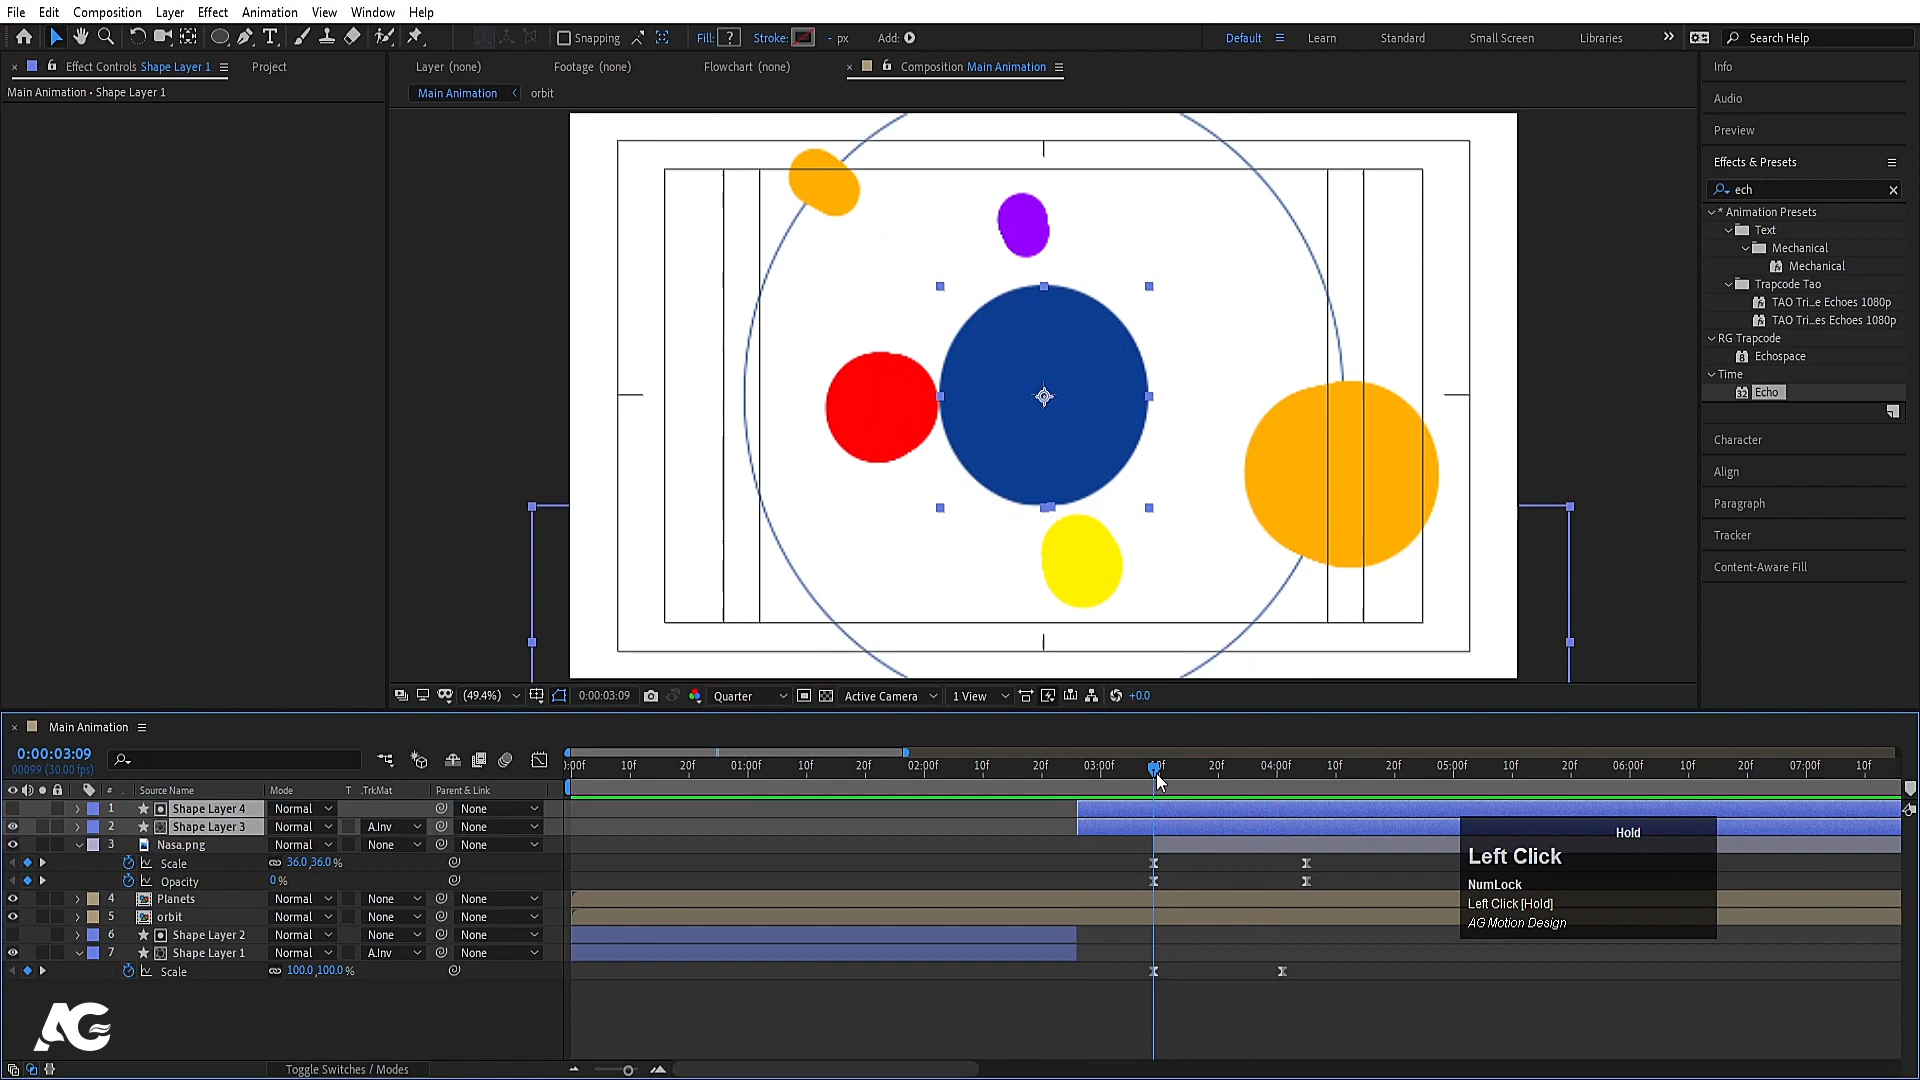 File Edit Composition Layer Effect Animation View Window Help
Snapping Fill: ? Stroke: - px Add: Default Learn Standard Small Screen Libraries Search Help
Effect Controls Shape Layer 1 Project Layer (none) Footage (none) Flowchart (none) Composition Main Animation Info
Main Animation • Shape Layer 1 Main Animation orbit
Audio
Preview
Effects & Presets
ech
* Animation Presets
Text
Mechanical
Mechanical
Trapcode Tao
TAO Tri...e Echoes 1080p
TAO Tri...es Echoes 1080p
RG Trapcode
Echospace
Time
Echo
Character
Align
Paragraph
Tracker
Content-Aware Fill
(49.4%) 0:00:03:09 Quarter Active Camera 1 View +0.0
Main Animation
0:00:03:09
00099 (30.00 fps)
:00f 10f 20f 01:00f 10f 20f 02:00f 10f 20f 03:00f 20f 04:00f 10f 20f 05:00f 10f 20f 06:00f 10f 20f 07:00f 10f
# Source Name Mode T .TrkMat Parent & Link
1 Shape Layer 4 Normal None
2 Shape Layer 3 Normal A.Inv None
3 Nasa.png Normal None None
Scale 36.0,36.0%
Opacity 0%
4 Planets Normal None None
5 orbit Normal None None
6 Shape Layer 2 Normal None None
7 Shape Layer 1 Normal A.Inv None
Scale 100.0,100.0%
Hold
Left Click
NumLock
Left Click [Hold]
AG Motion Design
AG
Toggle Switches / Modes